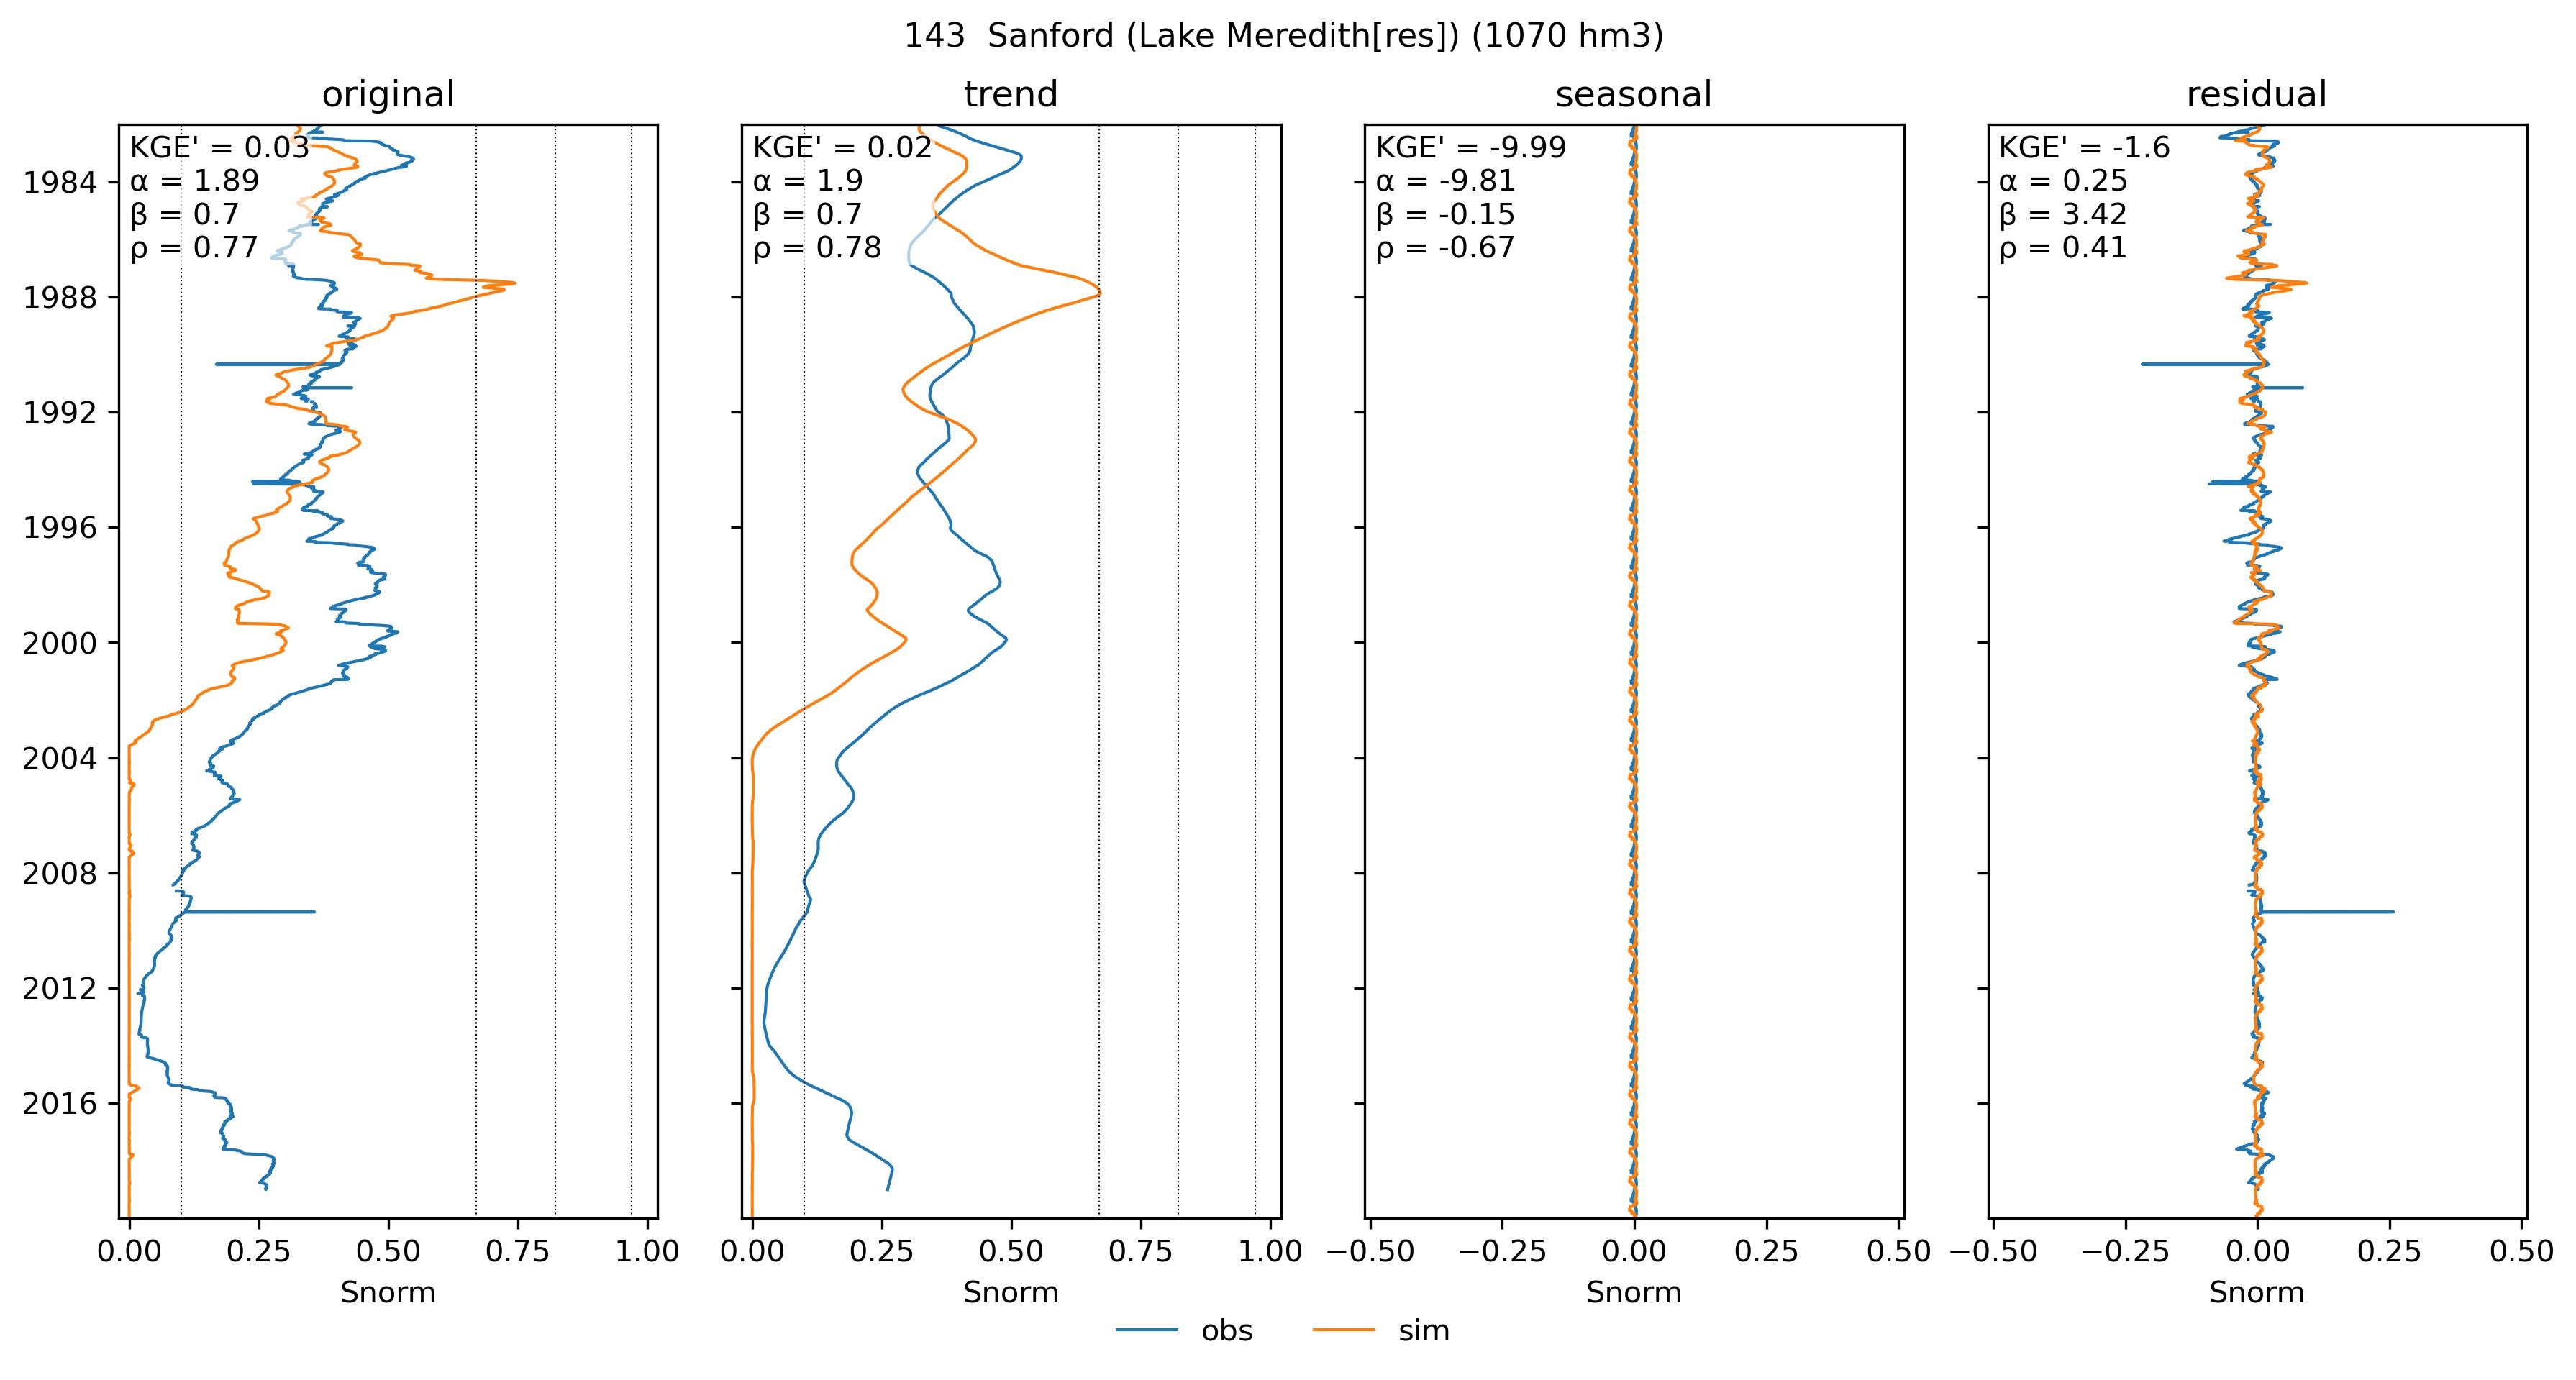 143  Sanford (Lake Meredith[res]) (1070 hm3)
original
trend
seasonal
residual
KGE' = 0.03
α = 1.89
β = 0.7
ρ = 0.77
KGE' = 0.02
α = 1.9
β = 0.7
ρ = 0.78
KGE' = -9.99
α = -9.81
β = -0.15
ρ = -0.67
KGE' = -1.6
α = 0.25
β = 3.42
ρ = 0.41
1984
1988
1992
1996
2000
2004
2008
2012
2016
0.00 0.25 0.50 0.75 1.00
0.00 0.25 0.50 0.75 1.00
−0.50 −0.25 0.00 0.25 0.50
−0.50 −0.25 0.00 0.25 0.50
Snorm
Snorm
Snorm
Snorm
obs
sim